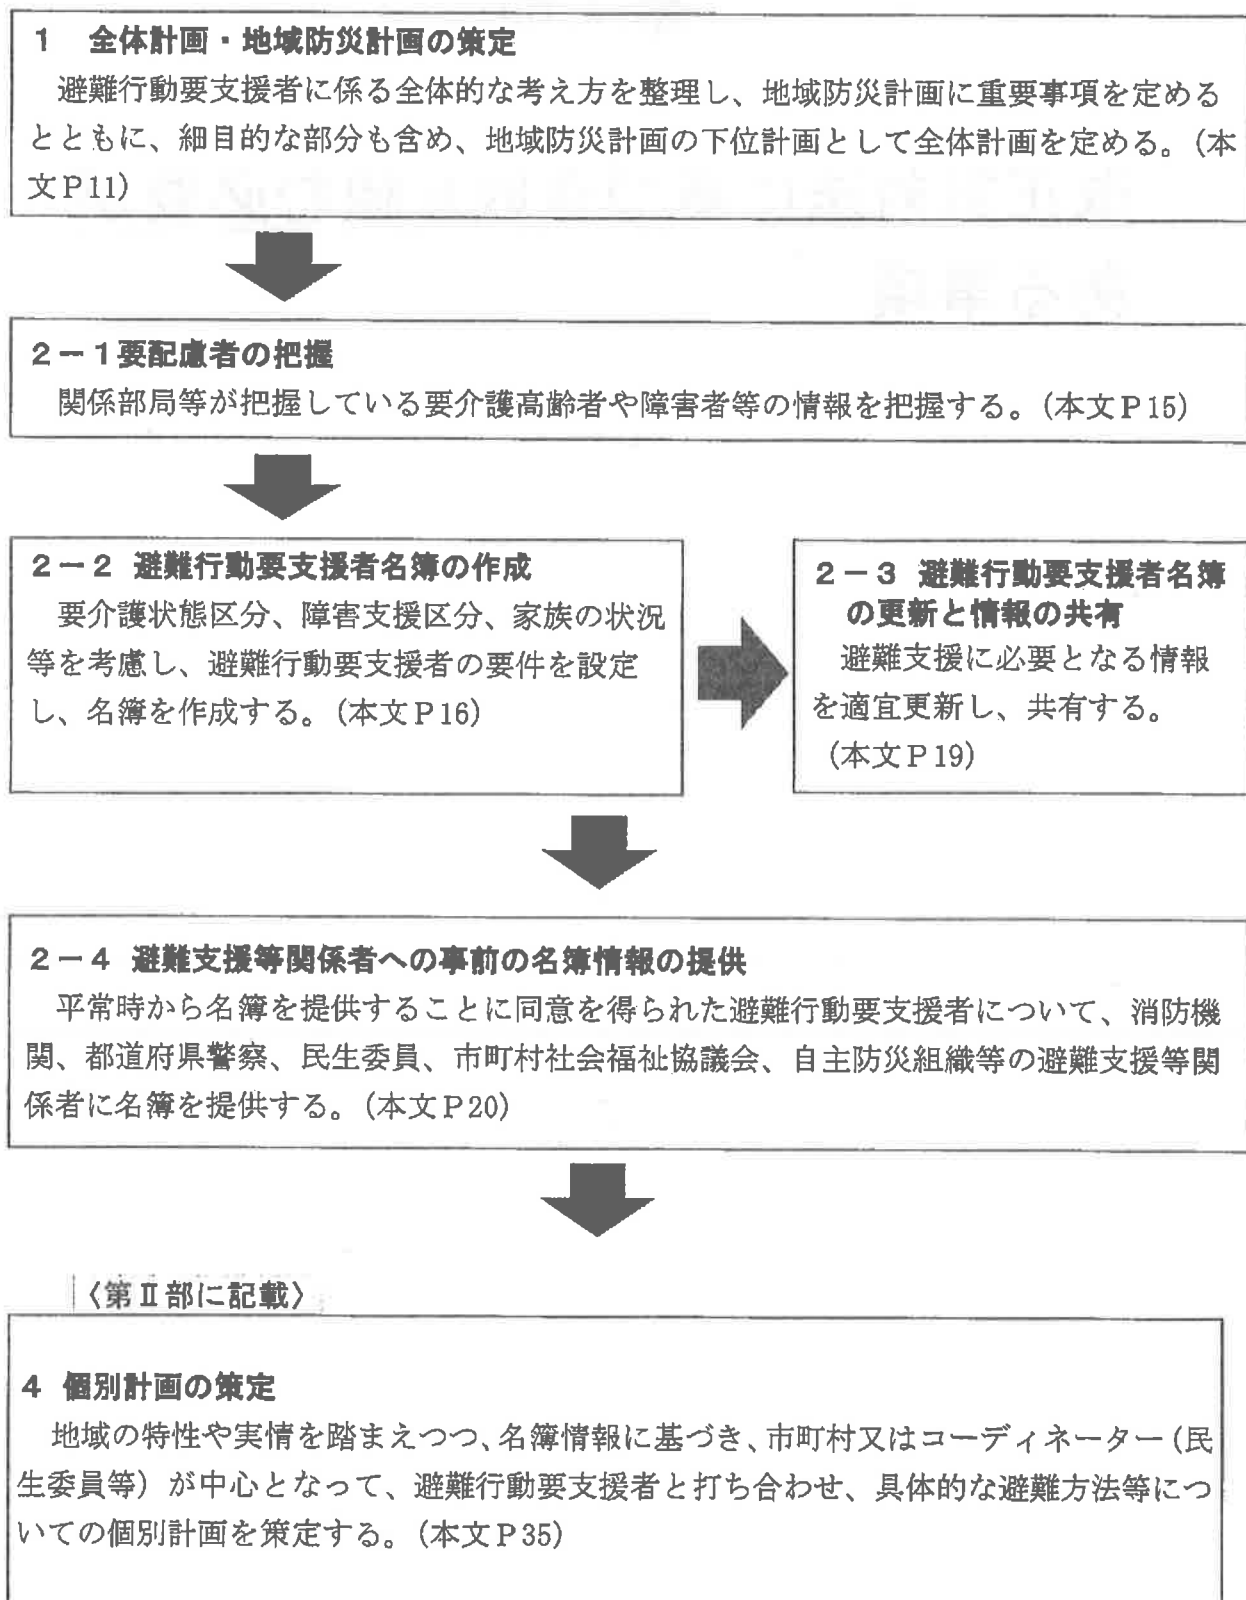 1 全体計画・地域防災計画の策定
避難行動要支援者に係る全体的な考え方を整理し、地域防災計画に重要事項を定める
とともに、細目的な部分も含め、地域防災計画の下位計画として全体計画を定める。(本
文P11)
2-1要配慮者の把握
関係部局等が把握している要介護高齢者や障害者等の情報を把握する。(本文P15)
2-2 避難行動要支援者名簿の作成
要介護状態区分、障害支援区分、家族の状況
等を考慮し、避難行動要支援者の要件を設定
し、名簿を作成する。(本文P16)
2-3 避難行動要支援者名簿
の更新と情報の共有
避難支援に必要となる情報
を適宜更新し、共有する。
(本文P19)
2-4 避難支援等関係者への事前の名簿情報の提供
平常時から名簿を提供することに同意を得られた避難行動要支援者について、消防機
関、都道府県警察、民生委員、市町村社会福祉協議会、自主防災組織等の避難支援等関
係者に名簿を提供する。(本文P20)
〈第Ⅱ部に記載〉
4 個別計画の策定
地域の特性や実情を踏まえつつ、名簿情報に基づき、市町村又はコーディネーター(民
生委員等)が中心となって、避難行動要支援者と打ち合わせ、具体的な避難方法等につ
いての個別計画を策定する。(本文P35)